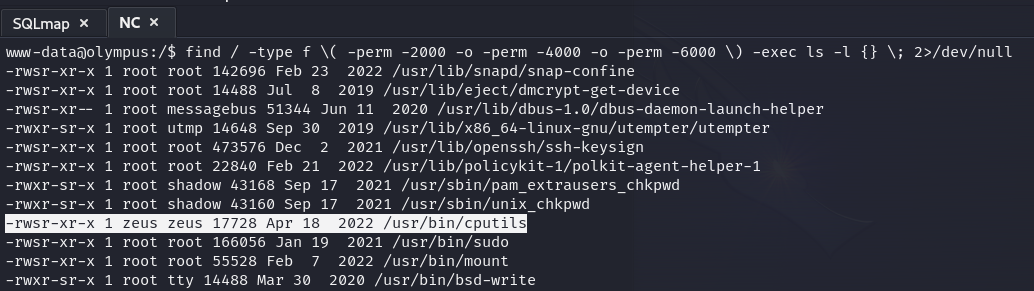 SQLmap × NC ×
www-data@olympus:/$ find / -type f \( -perm -2000 -o -perm -4000 -o -perm -6000 \) -exec ls -l {} \; 2>/dev/null
-rwsr-xr-x 1 root root 142696 Feb 23  2022 /usr/lib/snapd/snap-confine
-rwsr-xr-x 1 root root 14488 Jul  8  2019 /usr/lib/eject/dmcrypt-get-device
-rwsr-xr-- 1 root messagebus 51344 Jun 11  2020 /usr/lib/dbus-1.0/dbus-daemon-launch-helper
-rwxr-sr-x 1 root utmp 14648 Sep 30  2019 /usr/lib/x86_64-linux-gnu/utempter/utempter
-rwsr-xr-x 1 root root 473576 Dec  2  2021 /usr/lib/openssh/ssh-keysign
-rwsr-xr-x 1 root root 22840 Feb 21  2022 /usr/lib/policykit-1/polkit-agent-helper-1
-rwxr-sr-x 1 root shadow 43168 Sep 17  2021 /usr/sbin/pam_extrausers_chkpwd
-rwxr-sr-x 1 root shadow 43160 Sep 17  2021 /usr/sbin/unix_chkpwd
-rwsr-xr-x 1 zeus zeus 17728 Apr 18  2022 /usr/bin/cputils
-rwsr-xr-x 1 root root 166056 Jan 19  2021 /usr/bin/sudo
-rwsr-xr-x 1 root root 55528 Feb  7  2022 /usr/bin/mount
-rwxr-sr-x 1 root tty 14488 Mar 30  2020 /usr/bin/bsd-write